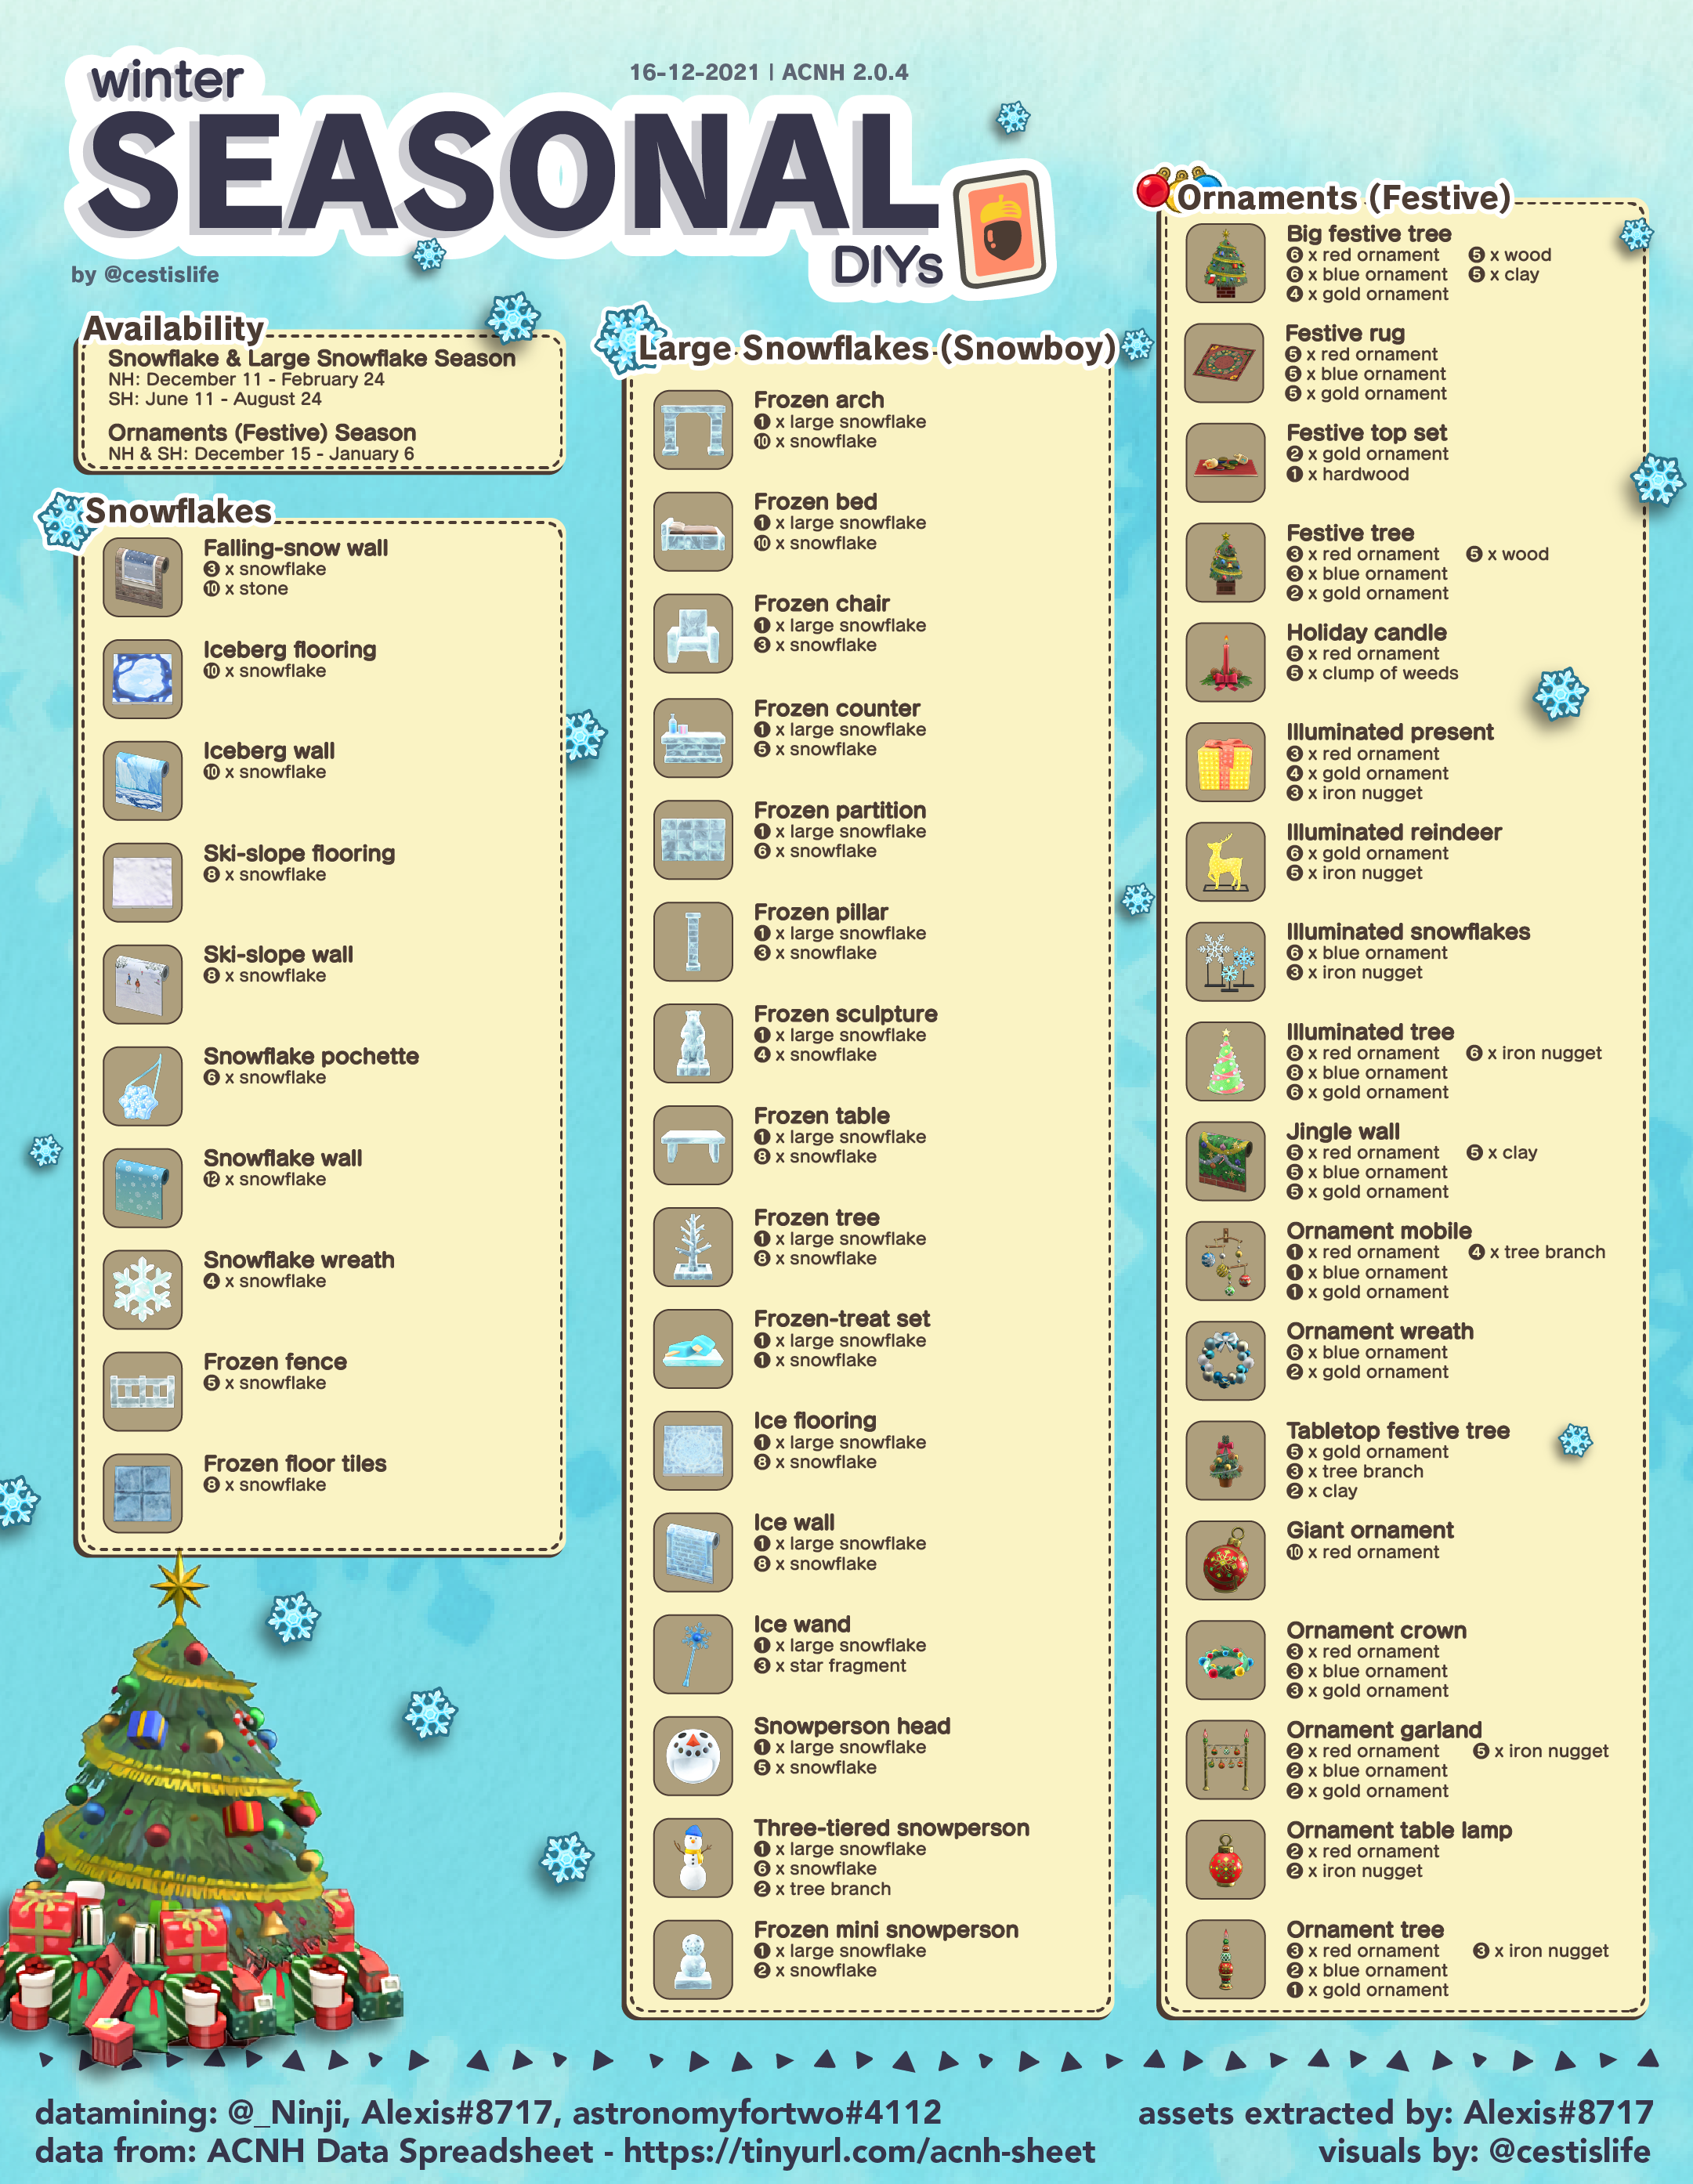 winter
16-12-2021 | ACNH 2.0.4
SEASONAL
DIYs
by @cestislife
Availability
Snowflake & Large Snowflake Season
NH: December 11 - February 24
SH: June 11 - August 24
Ornaments (Festive) Season
NH & SH: December 15 - January 6
Snowflakes
Falling-snow wall
3 x snowflake
10 x stone
Iceberg flooring
10 x snowflake
Iceberg wall
10 x snowflake
Ski-slope flooring
8 x snowflake
Ski-slope wall
8 x snowflake
Snowflake pochette
6 x snowflake
Snowflake wall
12 x snowflake
Snowflake wreath
4 x snowflake
Frozen fence
5 x snowflake
Frozen floor tiles
8 x snowflake
Large Snowflakes (Snowboy)
Frozen arch
1 x large snowflake
10 x snowflake
Frozen bed
1 x large snowflake
10 x snowflake
Frozen chair
1 x large snowflake
3 x snowflake
Frozen counter
1 x large snowflake
5 x snowflake
Frozen partition
1 x large snowflake
6 x snowflake
Frozen pillar
1 x large snowflake
3 x snowflake
Frozen sculpture
1 x large snowflake
4 x snowflake
Frozen table
1 x large snowflake
8 x snowflake
Frozen tree
1 x large snowflake
8 x snowflake
Frozen-treat set
1 x large snowflake
1 x snowflake
Ice flooring
1 x large snowflake
8 x snowflake
Ice wall
1 x large snowflake
8 x snowflake
Ice wand
1 x large snowflake
3 x star fragment
Snowperson head
1 x large snowflake
5 x snowflake
Three-tiered snowperson
1 x large snowflake
6 x snowflake
2 x tree branch
Frozen mini snowperson
1 x large snowflake
2 x snowflake
Ornaments (Festive)
Big festive tree
6 x red ornament 5 x wood
6 x blue ornament 5 x clay
4 x gold ornament
Festive rug
5 x red ornament
5 x blue ornament
5 x gold ornament
Festive top set
2 x gold ornament
1 x hardwood
Festive tree
3 x red ornament 5 x wood
3 x blue ornament
2 x gold ornament
Holiday candle
5 x red ornament
5 x clump of weeds
Illuminated present
3 x red ornament
4 x gold ornament
3 x iron nugget
Illuminated reindeer
6 x gold ornament
5 x iron nugget
Illuminated snowflakes
6 x blue ornament
3 x iron nugget
Illuminated tree
8 x red ornament 6 x iron nugget
8 x blue ornament
6 x gold ornament
Jingle wall
5 x red ornament 5 x clay
5 x blue ornament
5 x gold ornament
Ornament mobile
1 x red ornament 4 x tree branch
1 x blue ornament
1 x gold ornament
Ornament wreath
6 x blue ornament
2 x gold ornament
Tabletop festive tree
5 x gold ornament
3 x tree branch
2 x clay
Giant ornament
10 x red ornament
Ornament crown
3 x red ornament
3 x blue ornament
3 x gold ornament
Ornament garland
2 x red ornament 5 x iron nugget
2 x blue ornament
2 x gold ornament
Ornament table lamp
2 x red ornament
2 x iron nugget
Ornament tree
3 x red ornament 3 x iron nugget
2 x blue ornament
1 x gold ornament
datamining: @_Ninji, Alexis#8717, astronomyfortwo#4112
data from: ACNH Data Spreadsheet - https://tinyurl.com/acnh-sheet
assets extracted by: Alexis#8717
visuals by: @cestislife